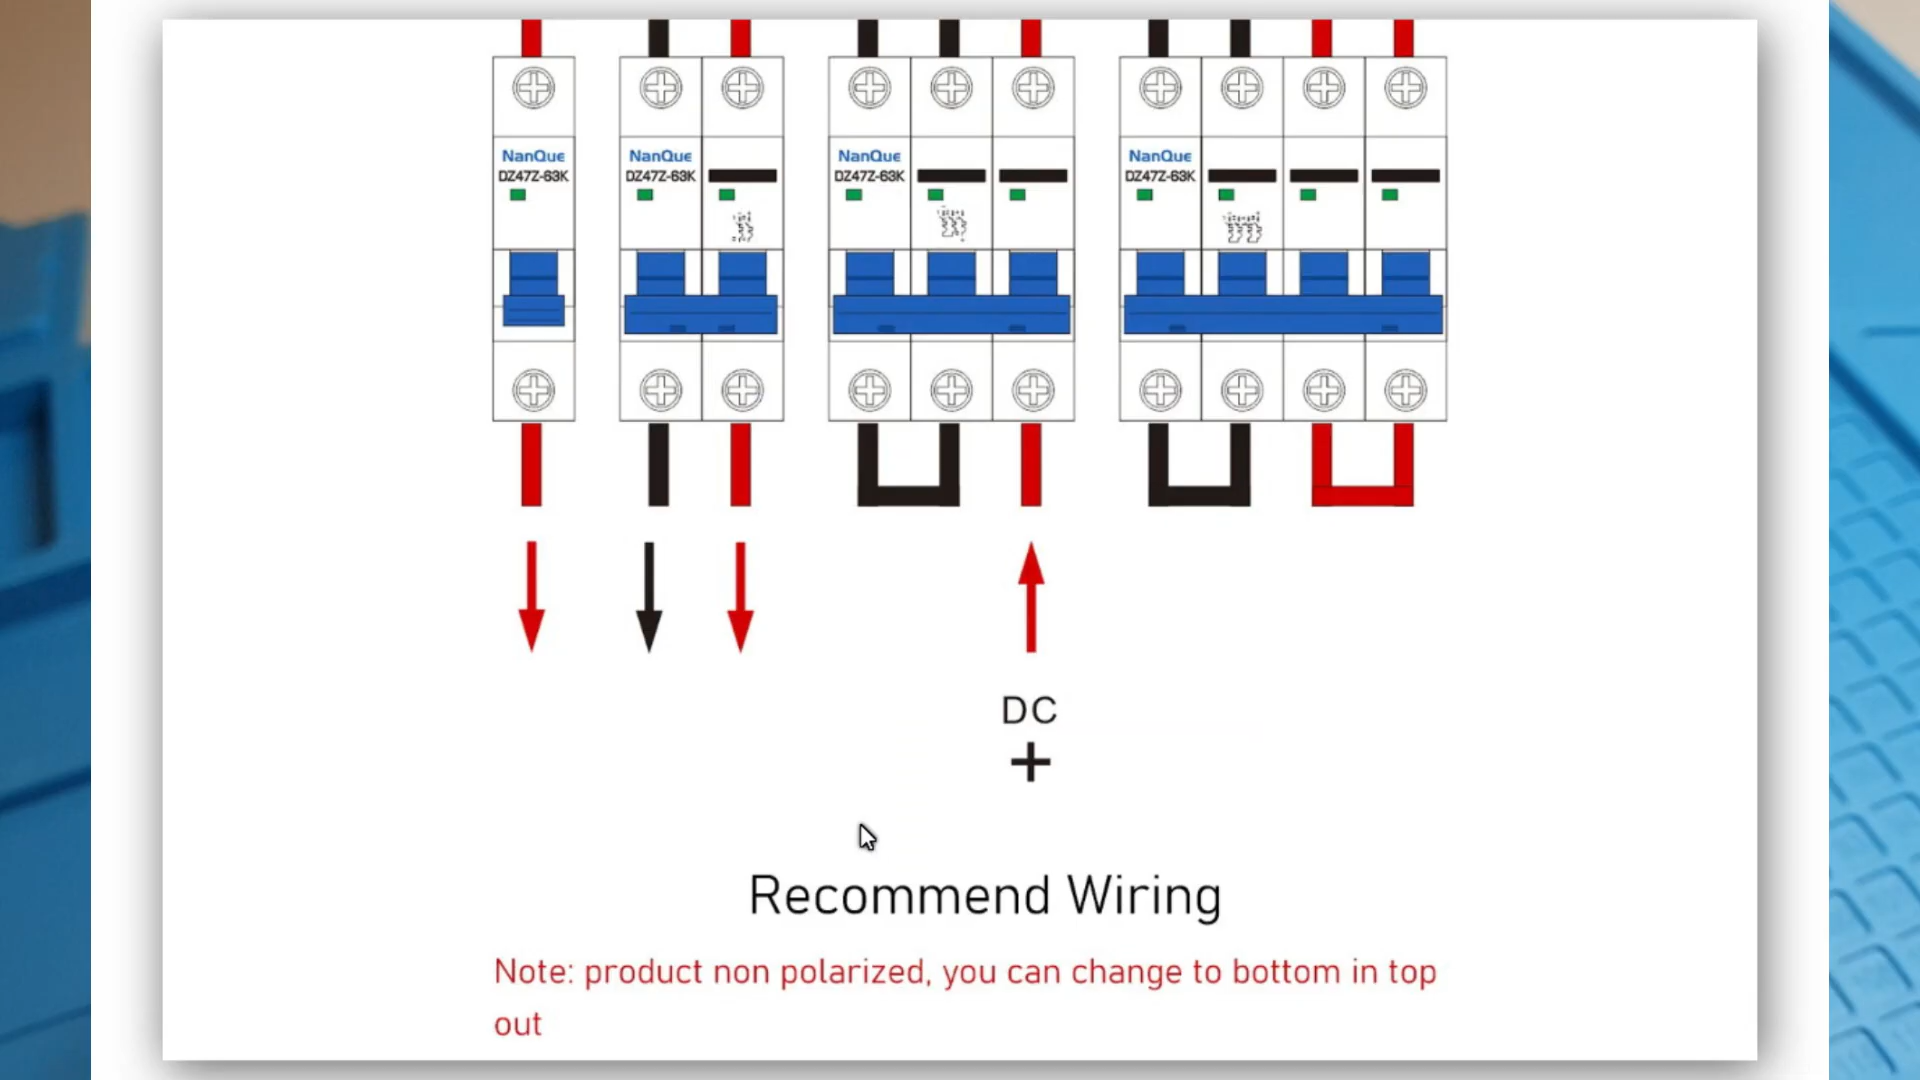 NanQue NanQue NanQue NanQue
DZ47Z-63K DZ47Z-63K DZ47Z-63K DZ47Z-63K
DC
+
Recommend Wiring
Note: product non polarized, you can change to bottom in top
out